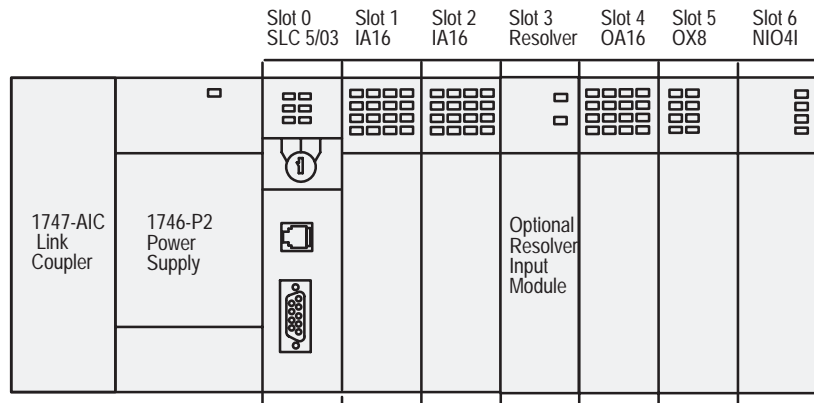 Slot 0
SLC 5/03
Slot 1
IA16
Slot 2
IA16
Slot 3
Resolver
Slot 4
OA16
Slot 5
OX8
Slot 6
NIO4I
1747-AIC
Link
Coupler
1746-P2
Power
Supply
Optional
Resolver
Input
Module